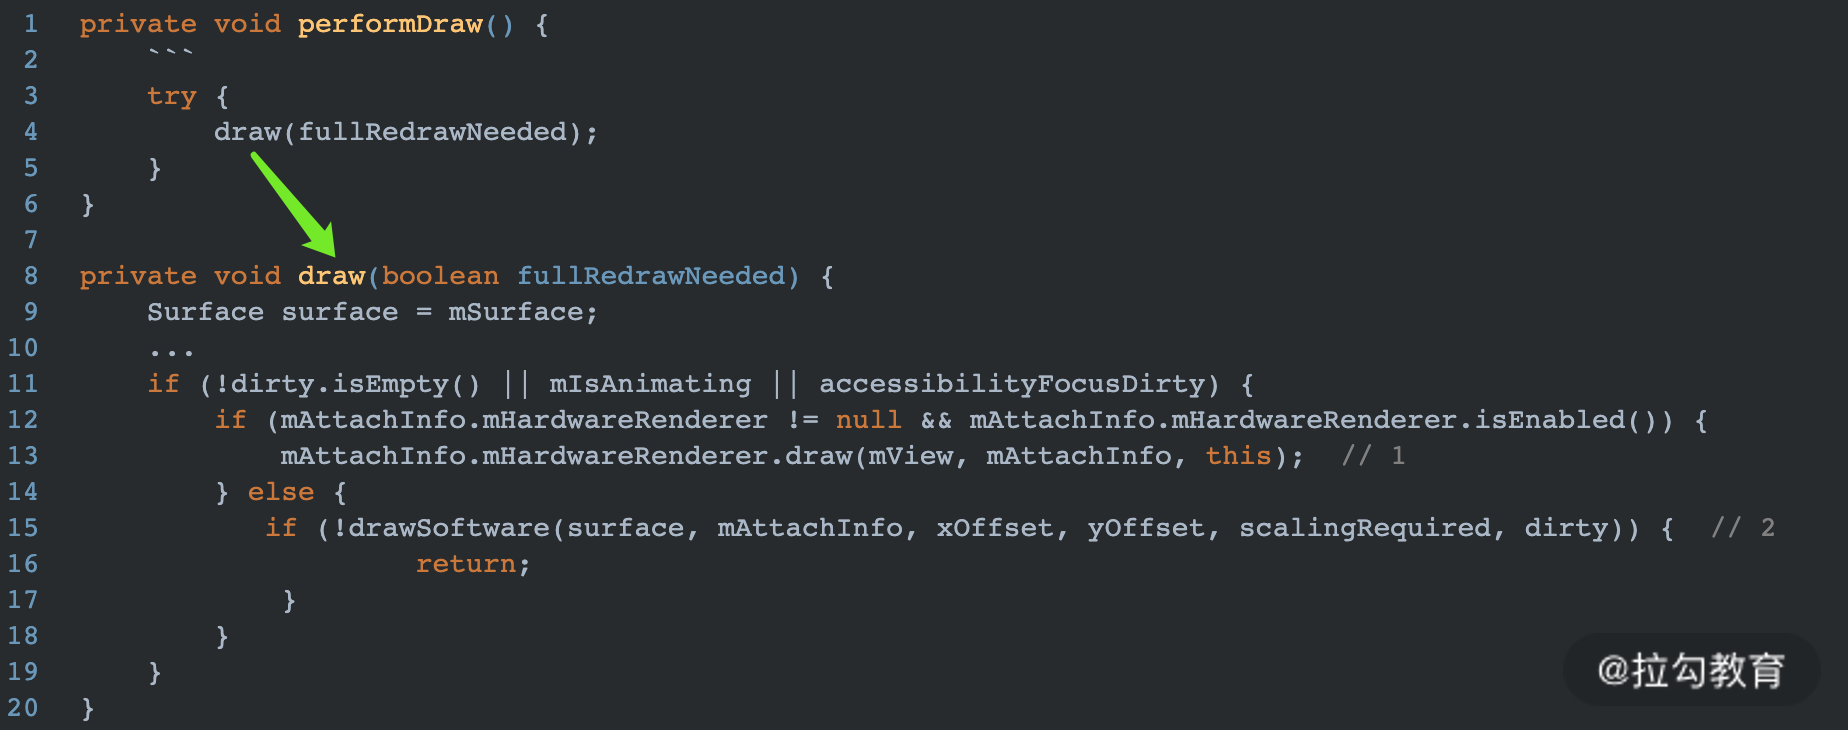 1 private void performDraw() {
2 ```
3 try {
4 draw(fullRedrawNeeded);
5 }
6 }
7
8 private void draw(boolean fullRedrawNeeded) {
9 Surface surface = mSurface;
10 ...
11 if (!dirty.isEmpty() || mIsAnimating || accessibilityFocusDirty) {
12 if (mAttachInfo.mHardwareRenderer != null && mAttachInfo.mHardwareRenderer.isEnabled()) {
13 mAttachInfo.mHardwareRenderer.draw(mView, mAttachInfo, this); // 1
14 } else {
15 if (!drawSoftware(surface, mAttachInfo, xOffset, yOffset, scalingRequired, dirty)) { // 2
16 return;
17 }
18 }
19 }
20 }
@拉勾教育